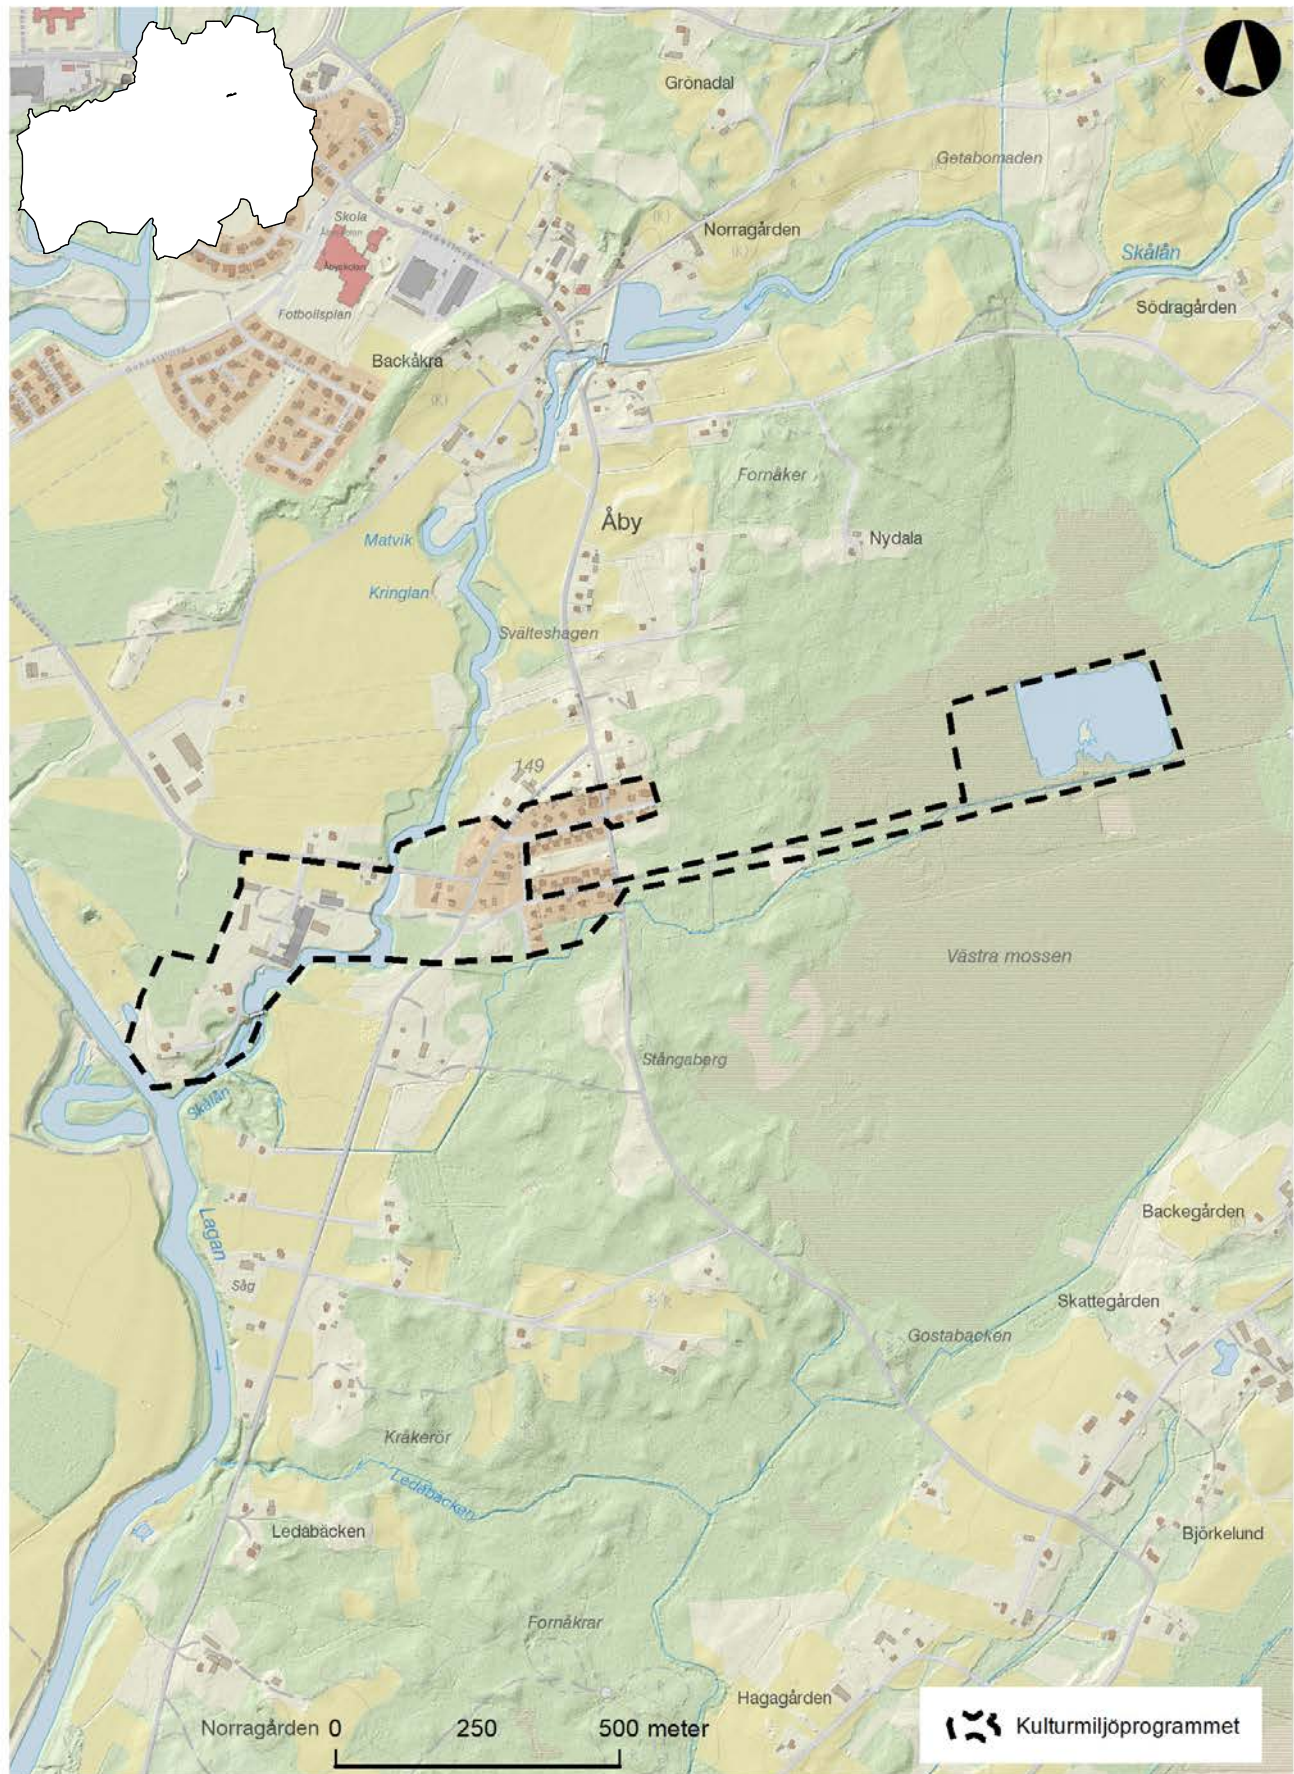 Grönadal
Getabomaden
Skola
Åbyskolan
Norragården
Skålån
Södragården
Fotbollsplan
Backåkra
(K)
(K)
(K)
Fornåker
Åby
Matvik
Nydala
Kringlan
Svälteshagen
149
Västra mossen
Stångaberg
Skålån
Lagan
Backegården
Såg
Skattegården
Gostabacken
Kråkerör
Ledabäcken
Ledabäcken
Björkelund
Fornåkrar
Hagagården
Norragården 0 250 500 meter
Kulturmiljöprogrammet